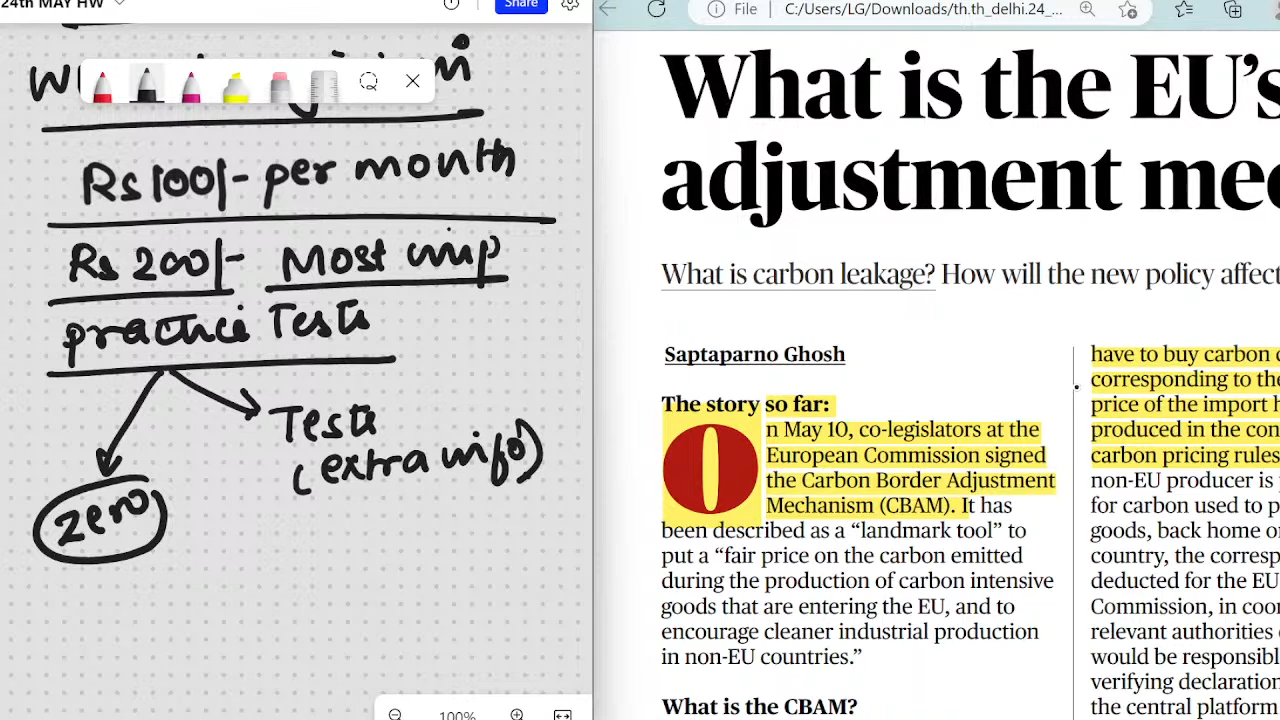 24th MAY HW
Share
Rs 100/- per month
Rs 200/- Most imp
practice Tests
Tests
(extra info)
zero
100%
File
C:/Users/LG/Downloads/th.th_delhi.24_...
What is the EU's
adjustment mec
What is carbon leakage? How will the new policy affect
Saptaparno Ghosh
The story so far:
On May 10, co-legislators at the
European Commission signed
the Carbon Border Adjustment
Mechanism (CBAM). It has
been described as a “landmark tool” to
put a “fair price on the carbon emitted
during the production of carbon intensive
goods that are entering the EU, and to
encourage cleaner industrial production
in non-EU countries.”
What is the CBAM?
have to buy carbon c
corresponding to the
price of the import h
produced in the con
carbon pricing rules
non-EU producer is
for carbon used to p
goods, back home o
country, the corresp
deducted for the EU
Commission, in coor
relevant authorities
would be responsibl
verifying declaration
the central platform